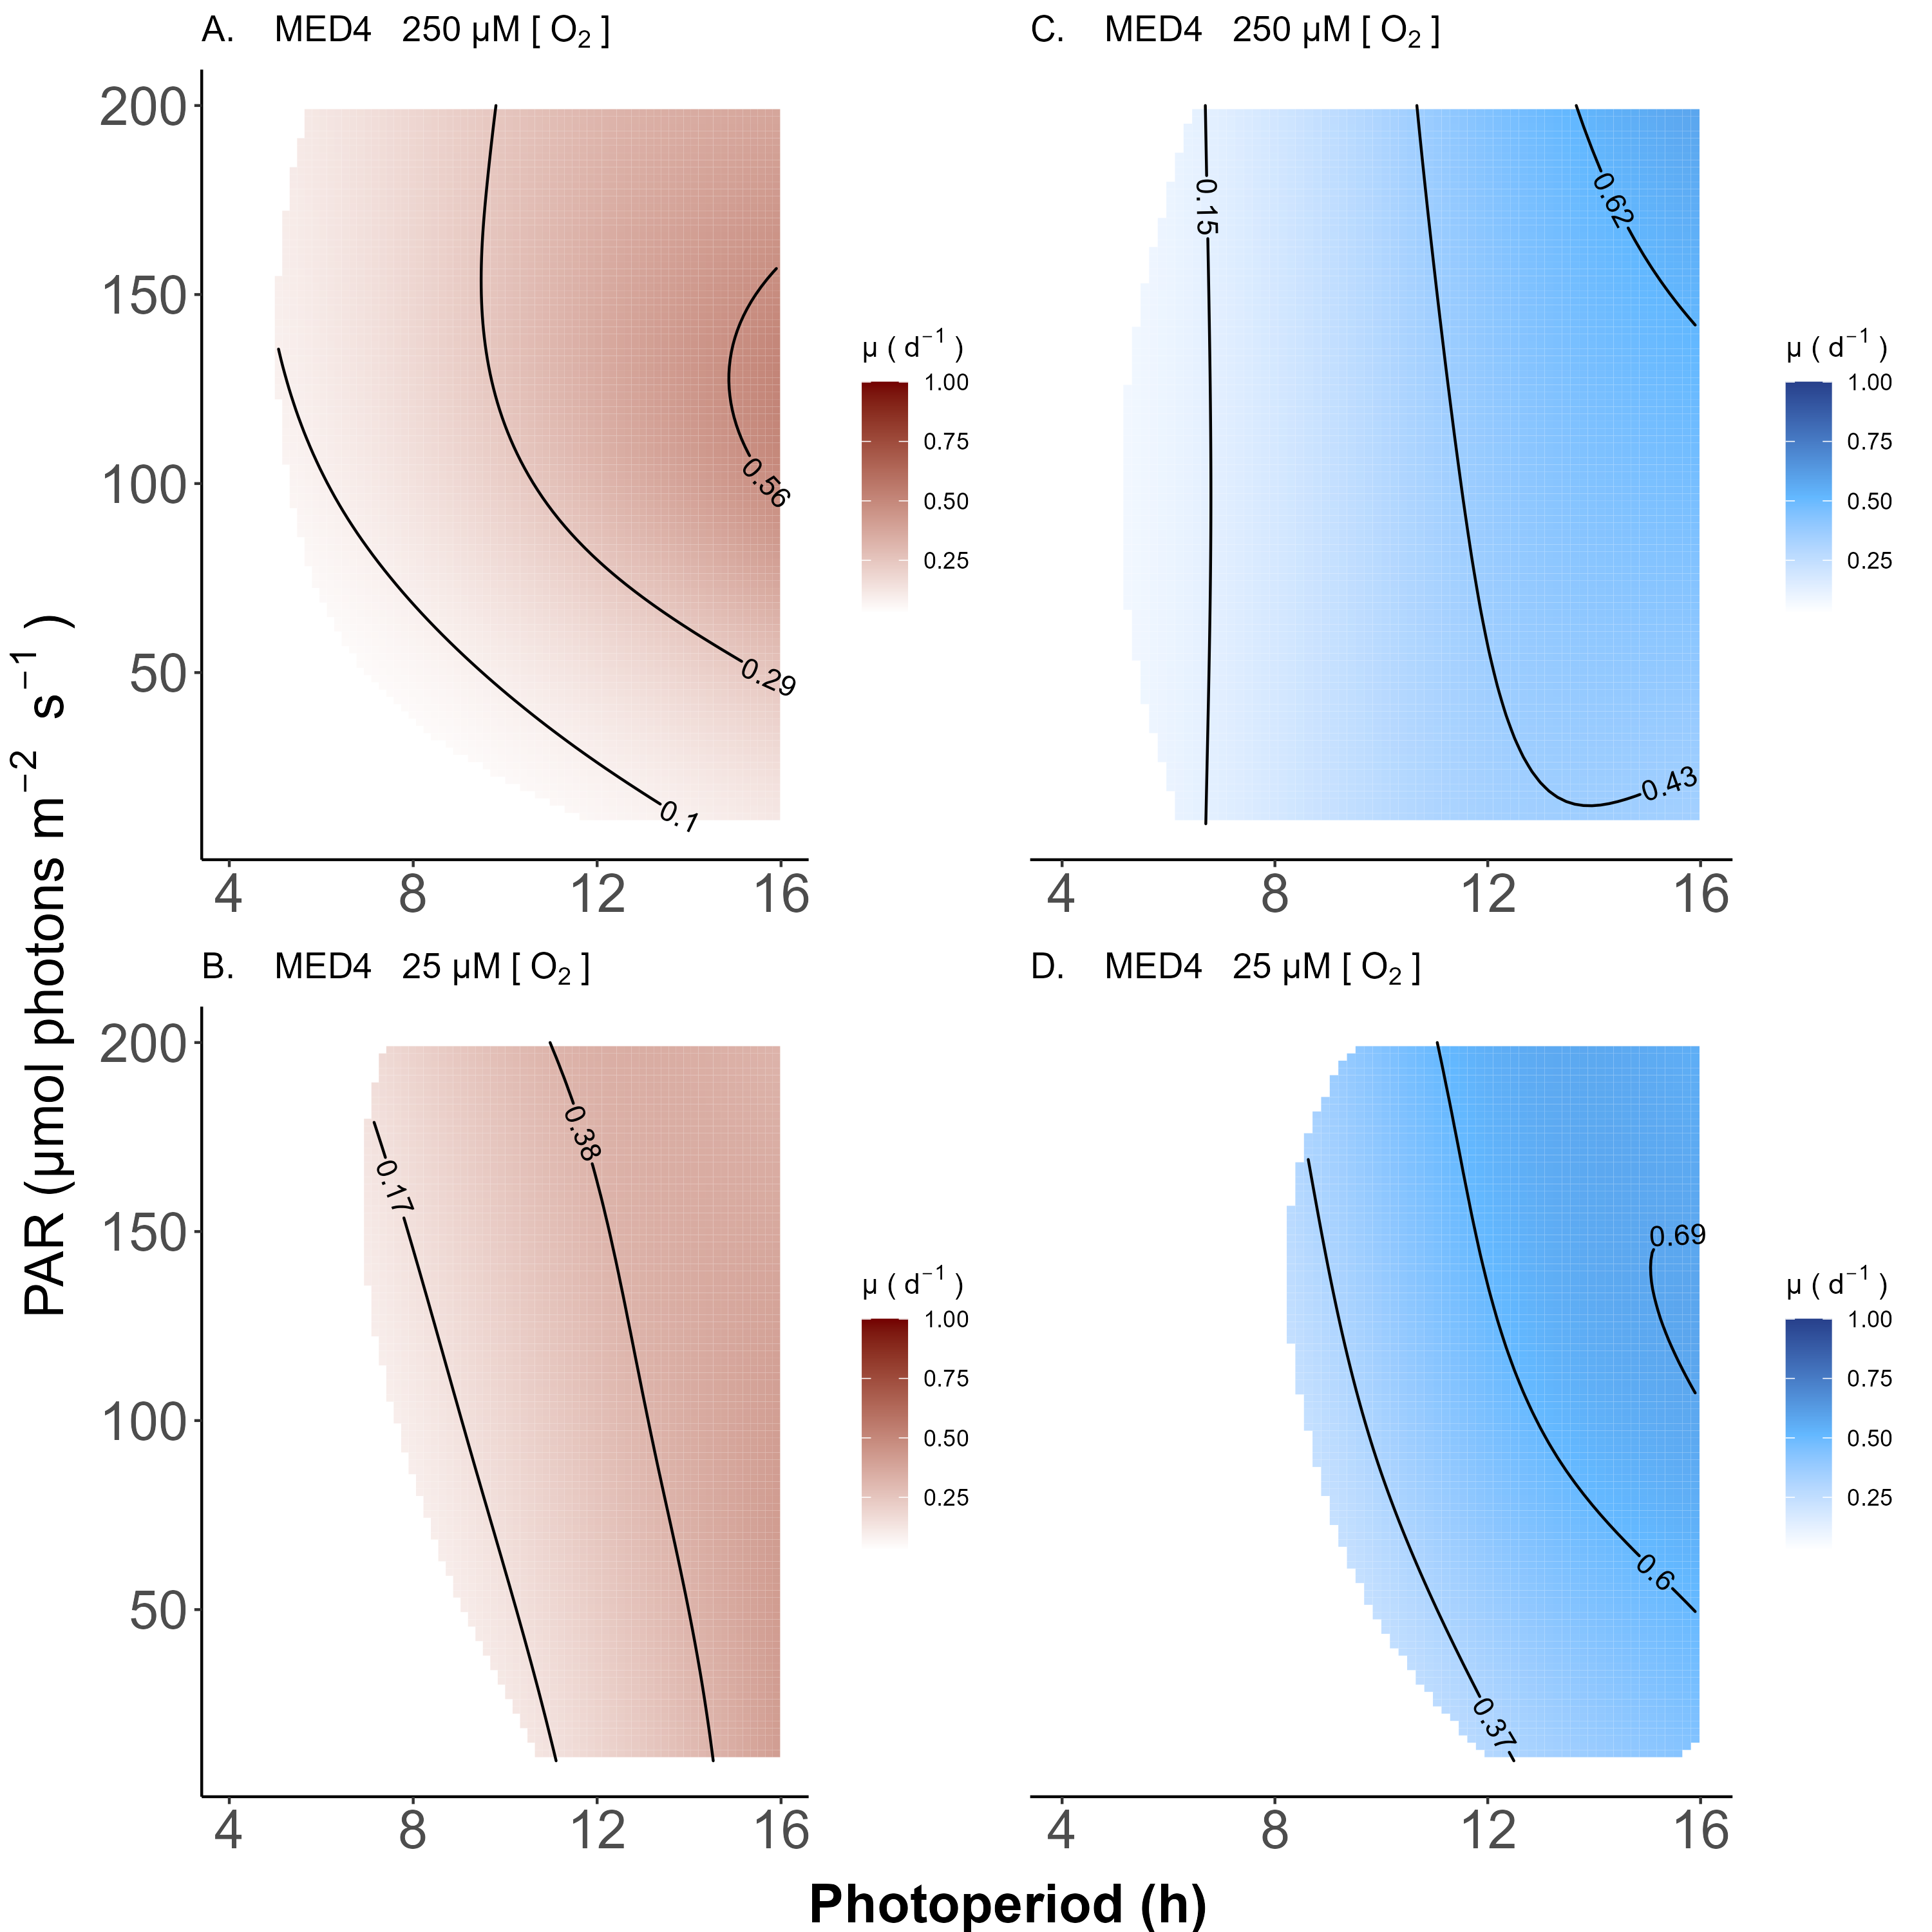 A. MED4 250 µM [ O₂ ]
200
150
100
50
4 8 12 16
0.1
0.29
0.56
µ ( d⁻¹ )
1.00
0.75
0.50
0.25
C. MED4 250 µM [ O₂ ]
4 8 12 16
0.15
0.43
0.62
µ ( d⁻¹ )
1.00
0.75
0.50
0.25
B. MED4 25 µM [ O₂ ]
200
150
100
50
4 8 12 16
0.17
0.38
µ ( d⁻¹ )
1.00
0.75
0.50
0.25
D. MED4 25 µM [ O₂ ]
4 8 12 16
0.37
0.6
0.69
µ ( d⁻¹ )
1.00
0.75
0.50
0.25
PAR (µmol photons m⁻² s⁻¹ )
Photoperiod (h)